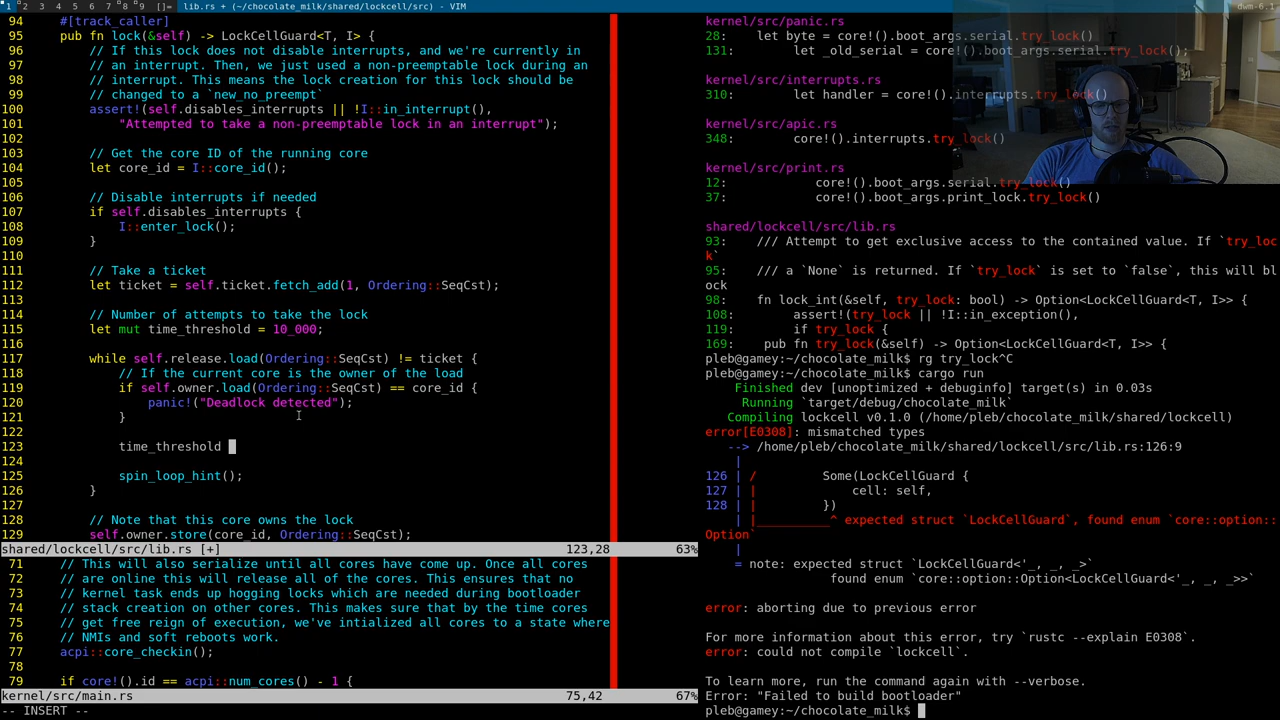 1 2 3 4 5 6 7 8 9 []= lib.rs + (~/chocolate_milk/shared/lockcell/src) - VIM dwm-6.1
94 #[track_caller]
95 pub fn lock(&self) -> LockCellGuard<T, I> {
96 // If this lock does not disable interrupts, and we're currently in
97 // an interrupt. Then, we just used a non-preemptable lock during an
98 // interrupt. This means the lock creation for this lock should be
99 // changed to a `new_no_preempt`
100 assert!(self.disables_interrupts || !I::in_interrupt(),
101 "Attempted to take a non-preemptable lock in an interrupt");
102
103 // Get the core ID of the running core
104 let core_id = I::core_id();
105
106 // Disable interrupts if needed
107 if self.disables_interrupts {
108 I::enter_lock();
109 }
110
111 // Take a ticket
112 let ticket = self.ticket.fetch_add(1, Ordering::SeqCst);
113
114 // Number of attempts to take the lock
115 let mut time_threshold = 10_000;
116
117 while self.release.load(Ordering::SeqCst) != ticket {
118 // If the current core is the owner of the lock
119 if self.owner.load(Ordering::SeqCst) == core_id {
120 panic!("Deadlock detected");
121 }
122
123 time_threshold
124
125 spin_loop_hint();
126 }
127
128 // Note that this core owns the lock
129 self.owner.store(core_id, Ordering::SeqCst);
shared/lockcell/src/lib.rs [+] 123,28 63%
71 // This will also serialize until all cores have come up. Once all cores
72 // are online this will release all of the cores. This ensures that no
73 // kernel task ends up hogging locks which are needed during bootloader
74 // stack creation on other cores. This makes sure that by the time cores
75 // get free reign of execution, we've intialized all cores to a state where
76 // NMIs and soft reboots work.
77 acpi::core_checkin();
78
79 if core!().id == acpi::num_cores() - 1 {
kernel/src/main.rs 75,42 67%
-- INSERT --
kernel/src/panic.rs
28: let byte = core!().boot_args.serial.try_lock()
131: let _old_serial = core!().boot_args.serial.try_lock();
kernel/src/interrupts.rs
310: let handler = core!().interrupts.try_lock()
kernel/src/apic.rs
348: core!().interrupts.try_lock()
kernel/src/print.rs
12: core!().boot_args.serial.try_lock()
37: core!().boot_args.print_lock.try_lock()
shared/lockcell/src/lib.rs
93: /// Attempt to get exclusive access to the contained value. If `try_loc
k`
95: /// a `None` is returned. If `try_lock` is set to `false`, this will bl
ock
98: fn lock_int(&self, try_lock: bool) -> Option<LockCellGuard<T, I>> {
108: assert!(try_lock || !I::in_exception(),
119: if try_lock {
169: pub fn try_lock(&self) -> Option<LockCellGuard<T, I>> {
pleb@gamey:~/chocolate_milk$ rg try_lock^C
pleb@gamey:~/chocolate_milk$ cargo run
Finished dev [unoptimized + debuginfo] target(s) in 0.03s
Running `target/debug/chocolate_milk`
Compiling lockcell v0.1.0 (/home/pleb/chocolate_milk/shared/lockcell)
error[E0308]: mismatched types
--> /home/pleb/chocolate_milk/shared/lockcell/src/lib.rs:126:9
|
126 | / Some(LockCellGuard {
127 | | cell: self,
128 | | })
| |__________^ expected struct `LockCellGuard`, found enum `core::option::
Option`
|
= note: expected struct `LockCellGuard<'_, _, _>`
found enum `core::option::Option<LockCellGuard<'_, _, _>>`
error: aborting due to previous error
For more information about this error, try `rustc --explain E0308`.
error: could not compile `lockcell`.
To learn more, run the command again with --verbose.
Error: "Failed to build bootloader"
pleb@gamey:~/chocolate_milk$